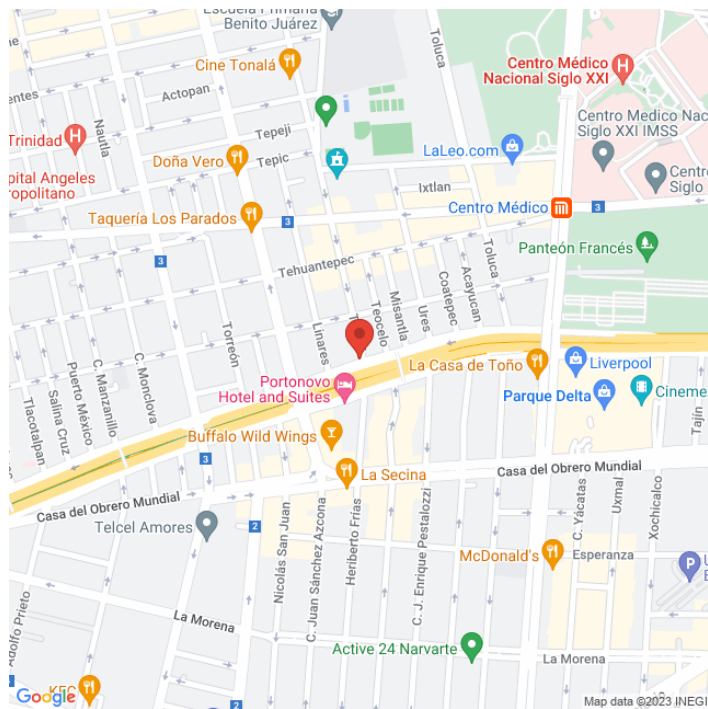 Escuela Primaria
Benito Juárez
Toluca
Cine Tonalá
Centro Médico
Nacional Siglo XXI
Actopan
Nautla
Trinidad
Tepeji
Centro Medico Nac
Siglo XXI IMSS
Doña Vero
Tepic
LaLeo.com
Centro
Siglo
pital Angeles
ropolitano
Ixtlan
Taquería Los Parados
3
Centro Médico
3
Tehuantepec
Toluca
Panteón Francés
3
Acayucan
Coatepec
Ures
Misantla
Teocelo
Linares
Torreón
C. Monclova
C. Manzanillo
Puerto México
Salina Cruz
Tlacotalpan
La Casa de Toño
Liverpool
Portonovo
Hotel and Suites
Parque Delta
Cineme
Tajín
Buffalo Wild Wings
3
La Secina
Casa del Obrero Mundial
Casa del Obrero Mundial
Telcel Amores
2
Nicolás San Juan
C. Juan Sánchez Azcona
Heriberto Frías
C. J. Enrique Pestalozzi
C. Yácatas
Uxmal
Xochicalco
McDonald's
Esperanza
2
Adolfo Prieto
La Morena
Active 24 Narvarte
La Morena
KFC
Google
Map data ©2023 INEGI